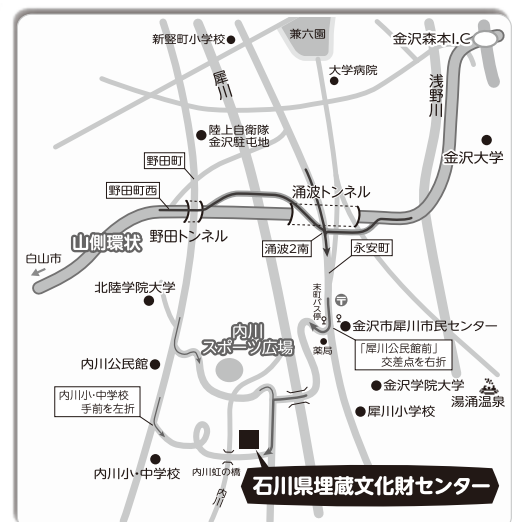 兼六園
新竪町小学校
金沢森本I.C
大学病院
犀川
浅野川
陸上自衛隊
金沢駐屯地
金沢大学
野田町
野田町西
涌波トンネル
野田トンネル
山側環状
涌波2南
永安町
白山市
北陸学院大学
末町バス停
〒
金沢市犀川市民センター
内川
スポーツ広場
薬局
「犀川公民館前」
交差点を右折
内川公民館
金沢学院大学
湯涌温泉
内川小・中学校
手前を左折
犀川小学校
内川小・中学校
内川虹の橋
内川
石川県埋蔵文化財センター